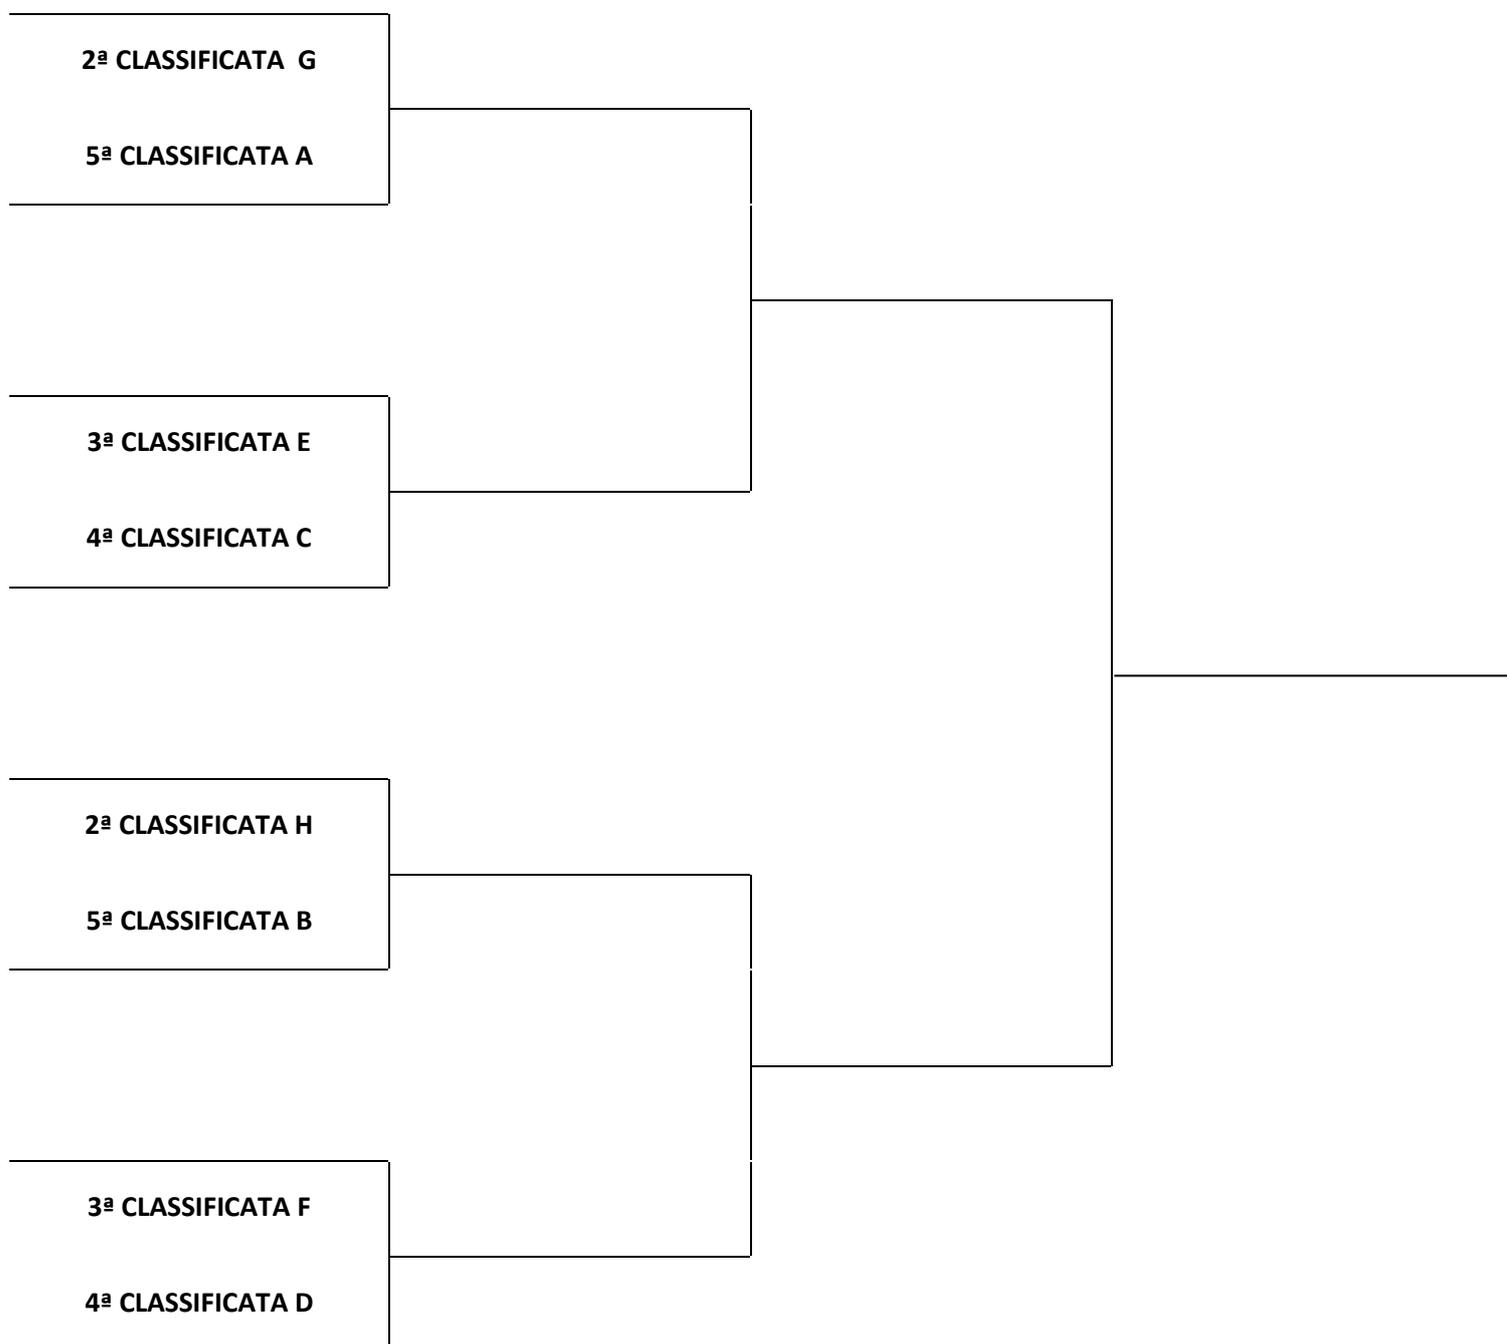 2ª CLASSIFICATA  G
5ª CLASSIFICATA A
3ª CLASSIFICATA E
4ª CLASSIFICATA C
2ª CLASSIFICATA H
5ª CLASSIFICATA B
3ª CLASSIFICATA F
4ª CLASSIFICATA D